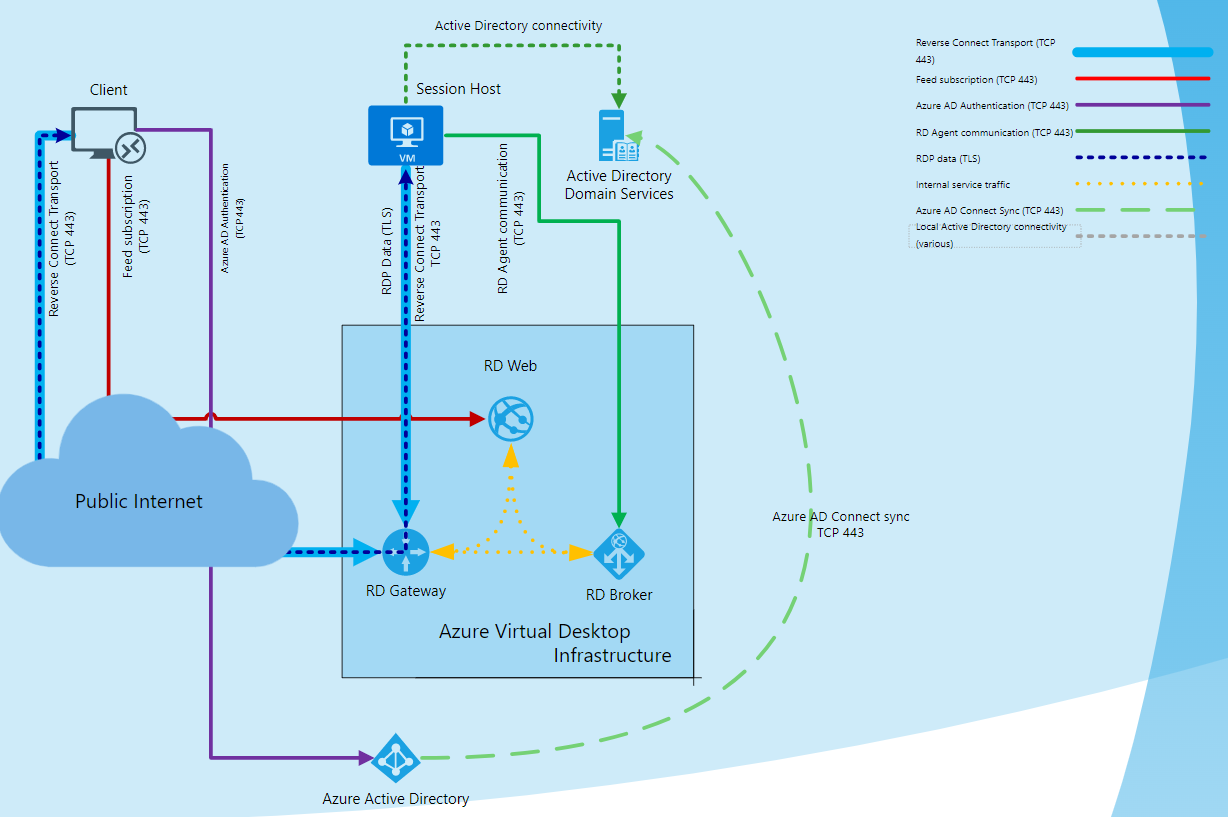 Active Directory connectivity
Client
Session Host
VM
Active Directory
Domain Services
Reverse Connect Transport
(TCP 443)
Feed subscription
(TCP 443)
Azure AD Authentication
(TCP 443)
RDP Data (TLS)
Reverse Connect Transport
TCP 443
RD Agent communication
(TCP 443)
Reverse Connect Transport (TCP
443)
Feed subscription (TCP 443)
Azure AD Authentication (TCP 443)
RD Agent communication (TCP 443)
RDP data (TLS)
Internal service traffic
Azure AD Connect Sync (TCP 443)
Local Active Directory connectivity
(various)
RD Web
Public Internet
Azure AD Connect sync
TCP 443
RD Gateway
RD Broker
Azure Virtual Desktop
Infrastructure
Azure Active Directory